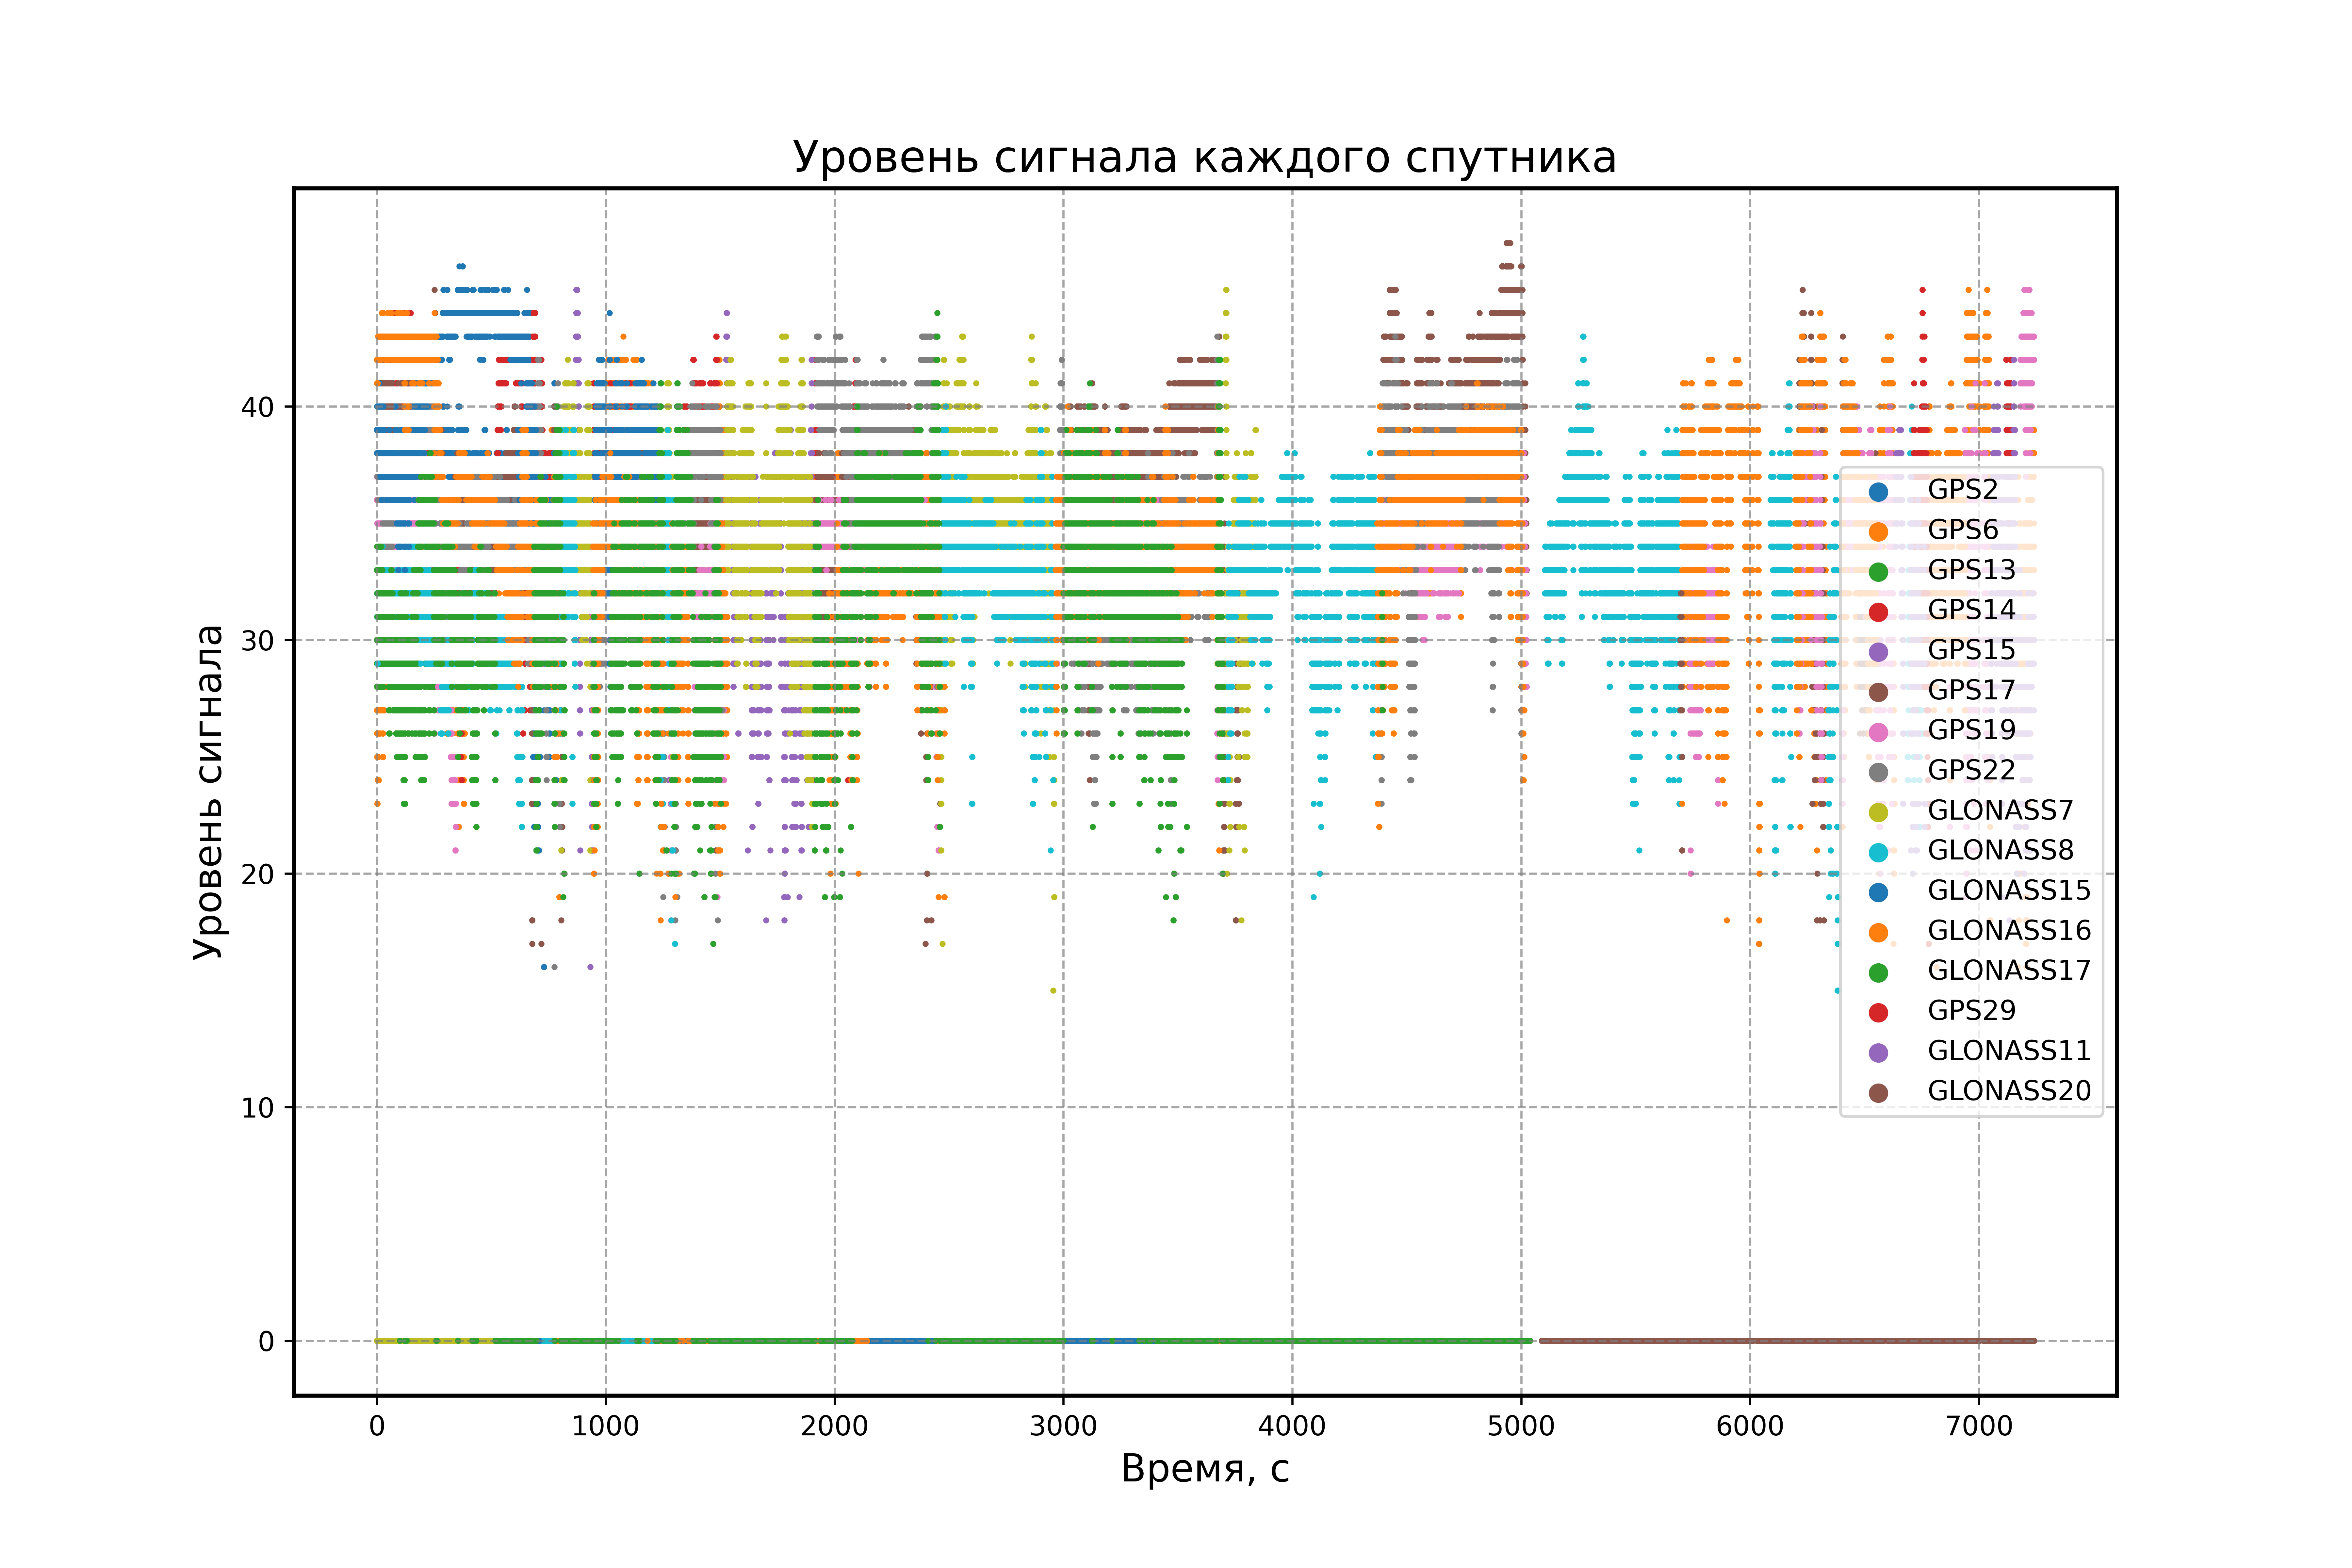 Уровень сигнала каждого спутника
Уровень сигнала
40
30
20
10
0
GPS2
GPS6
GPS13
GPS14
GPS15
GPS17
GPS19
GPS22
GLONASS7
GLONASS8
GLONASS15
GLONASS16
GLONASS17
GPS29
GLONASS11
GLONASS20
0 1000 2000 3000 4000 5000 6000 7000
Время, с